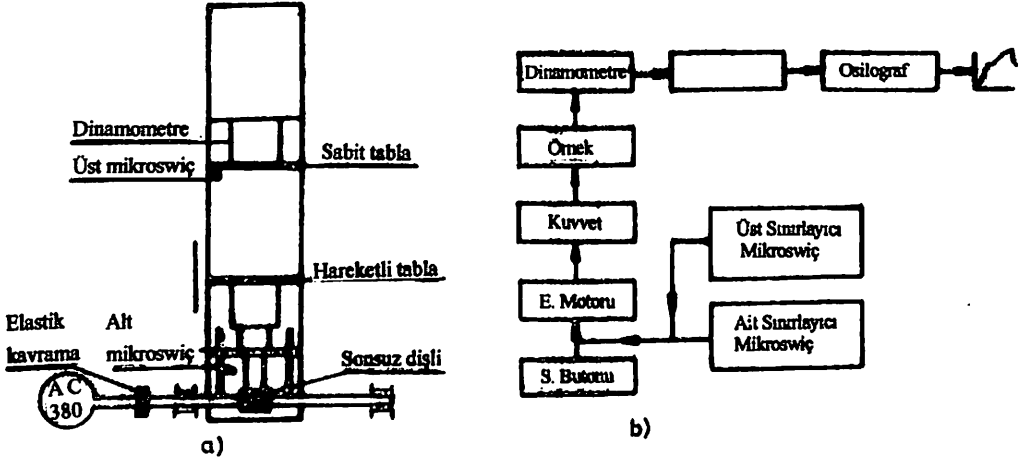 Dinamometre
Üst mikroswiç
Sabit tabla
Hareketli tabla
Elastik
kavrama
Alt
mikroswiç
Sonsuz dişli
A C
380
a)
Dinamometre
Osilograf
Örnek
Kuvvet
E. Motoru
S. Butonu
Üst Sınırlayıcı
Mikroswiç
Alt Sınırlayıcı
Mikroswiç
b)